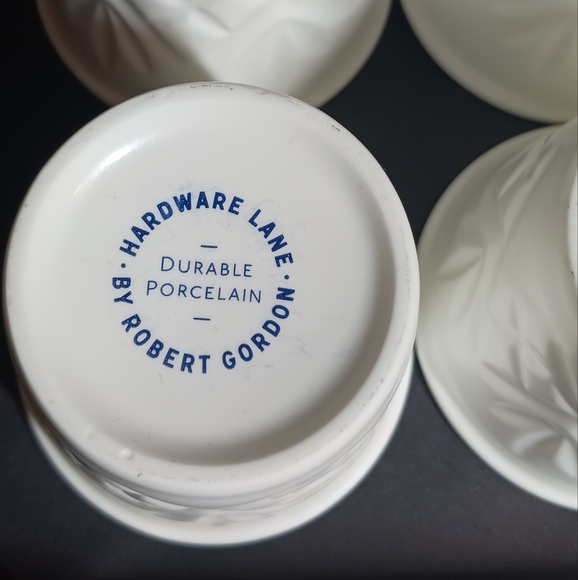 · HARDWARE LANE ·
— 
DURABLE
PORCELAIN
—
BY ROBERT GORDON